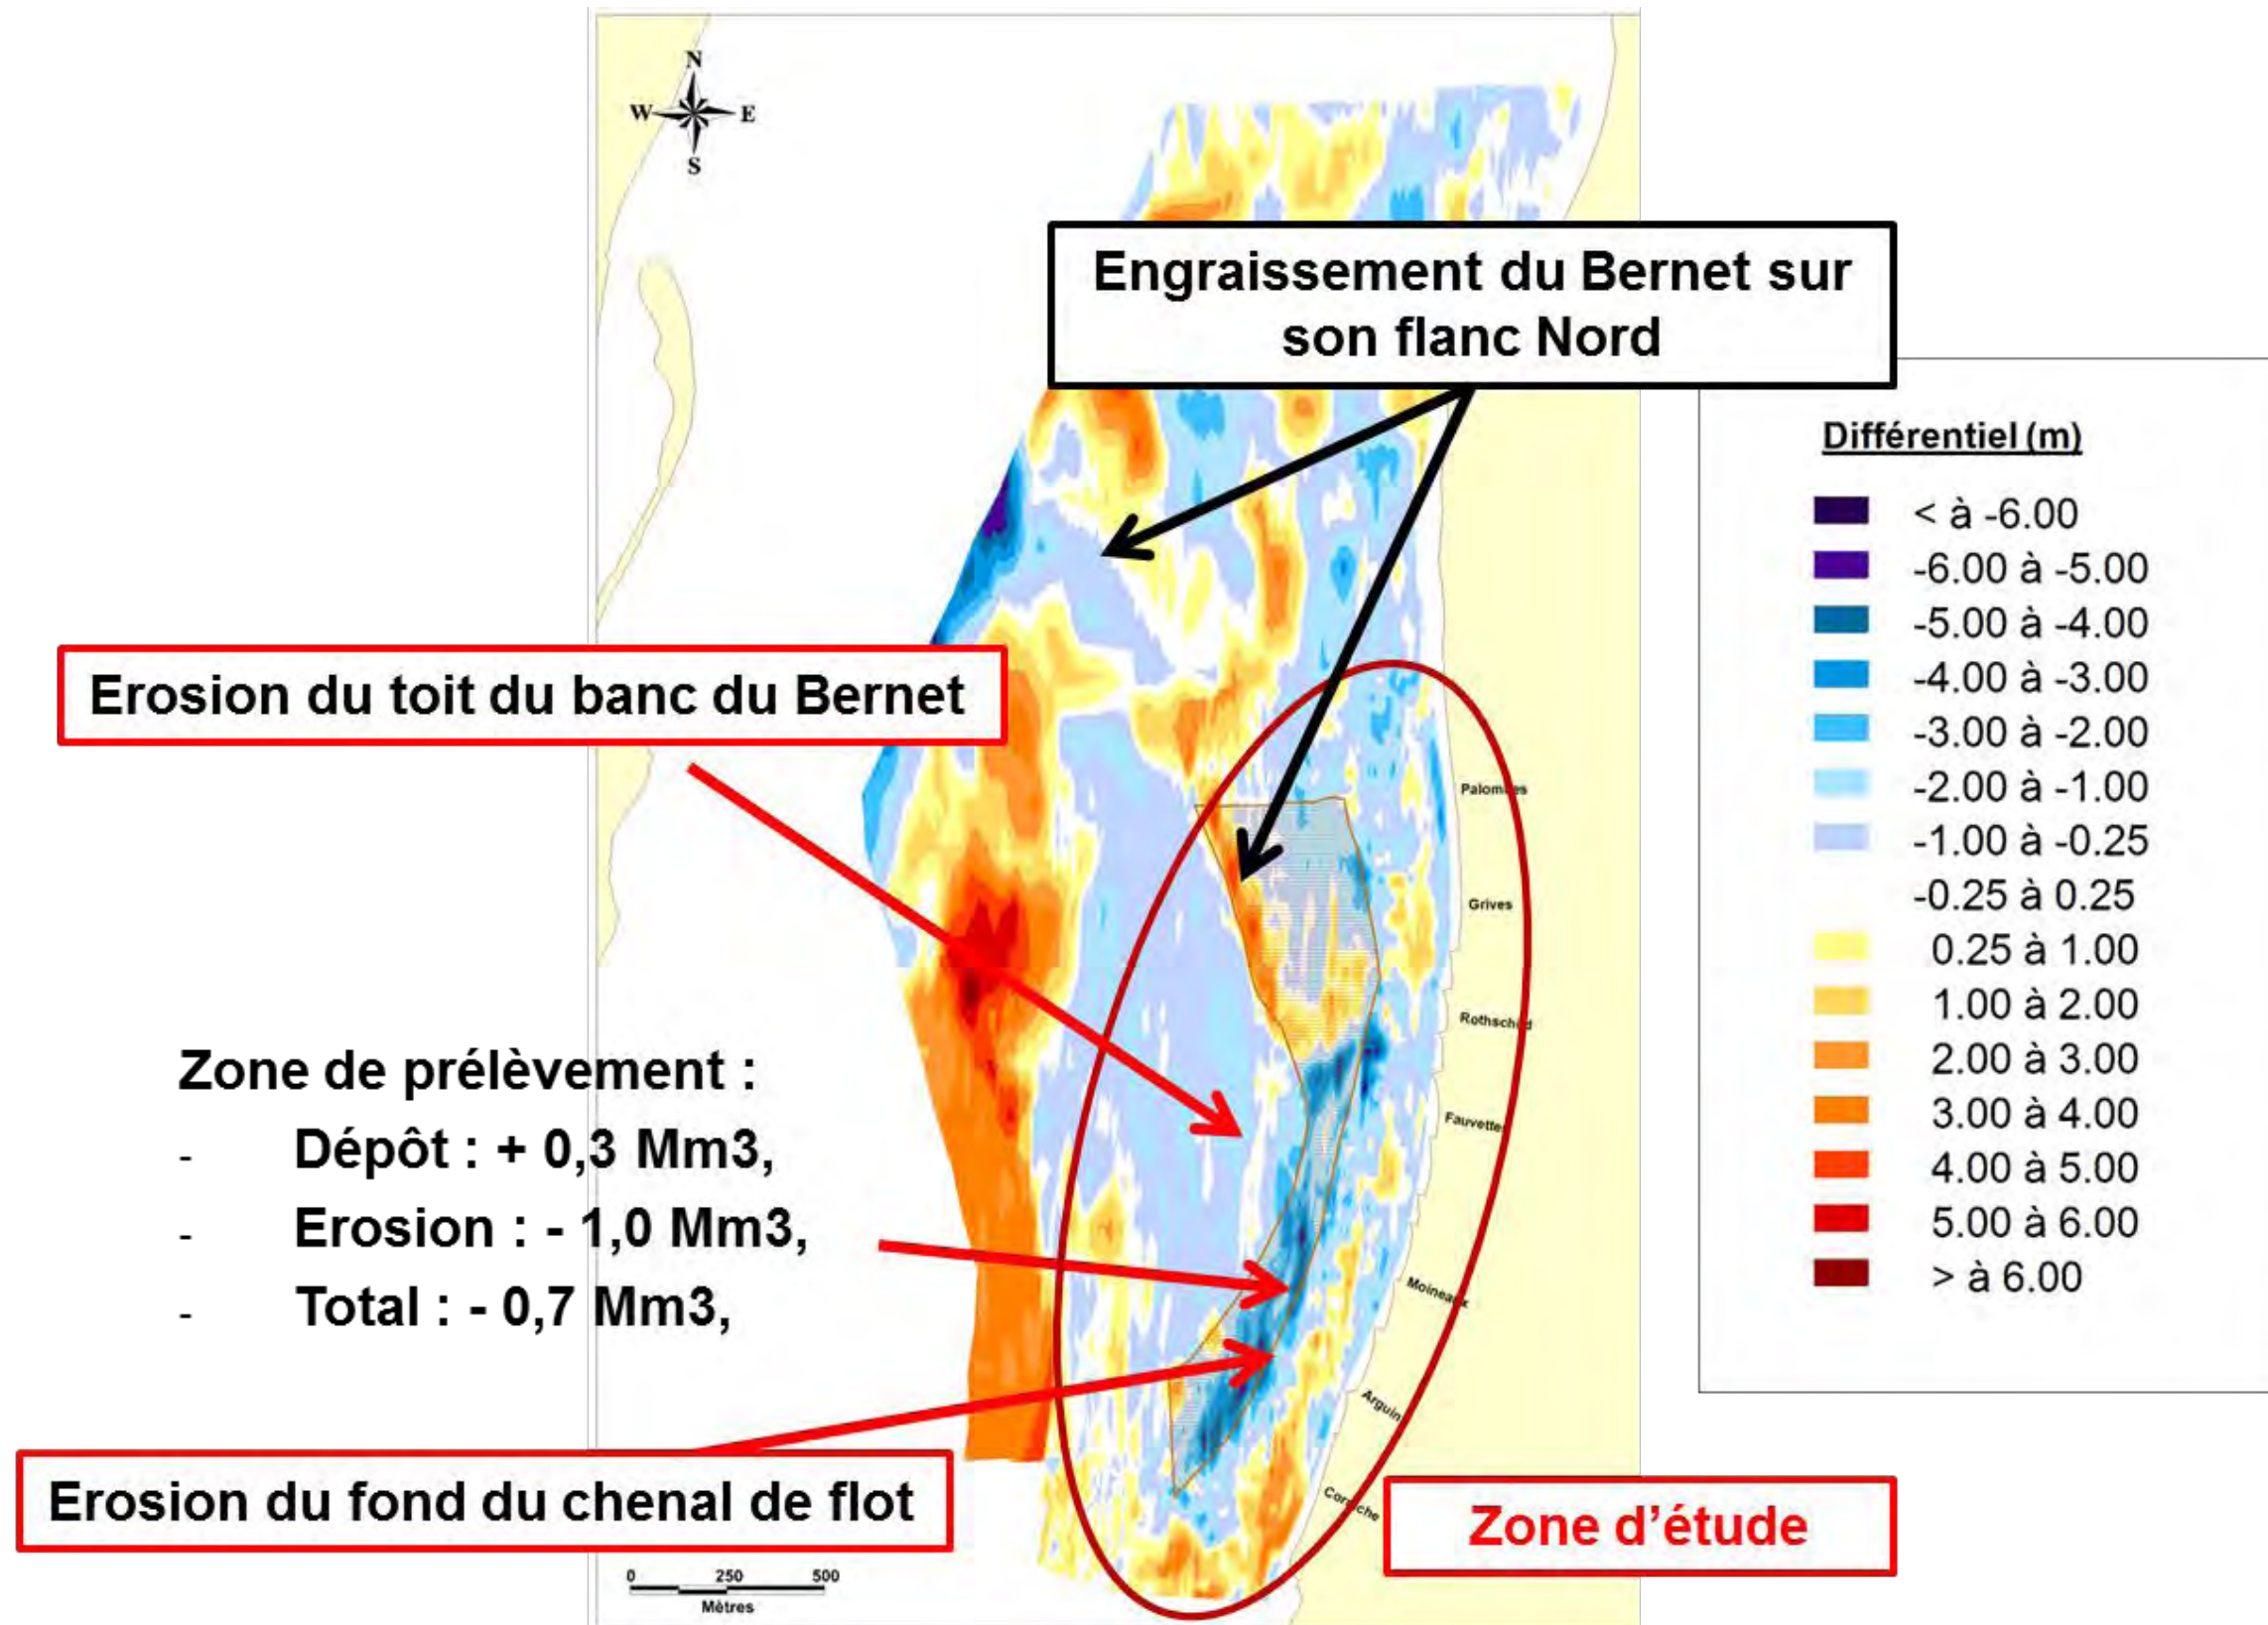 N
W
E
S
Engraissement du Bernet sur
son flanc Nord
Différentiel (m)
< à -6.00
-6.00 à -5.00
-5.00 à -4.00
-4.00 à -3.00
-3.00 à -2.00
-2.00 à -1.00
-1.00 à -0.25
-0.25 à 0.25
0.25 à 1.00
1.00 à 2.00
2.00 à 3.00
3.00 à 4.00
4.00 à 5.00
5.00 à 6.00
> à 6.00
Erosion du toit du banc du Bernet
Palombes
Grives
Rothschild
Fauvettes
Moineaux
Arguin
Corniche
Zone de prélèvement :
- Dépôt : + 0,3 Mm3,
- Erosion : - 1,0 Mm3,
- Total : - 0,7 Mm3,
Erosion du fond du chenal de flot
Zone d'étude
0 250 500
Mètres